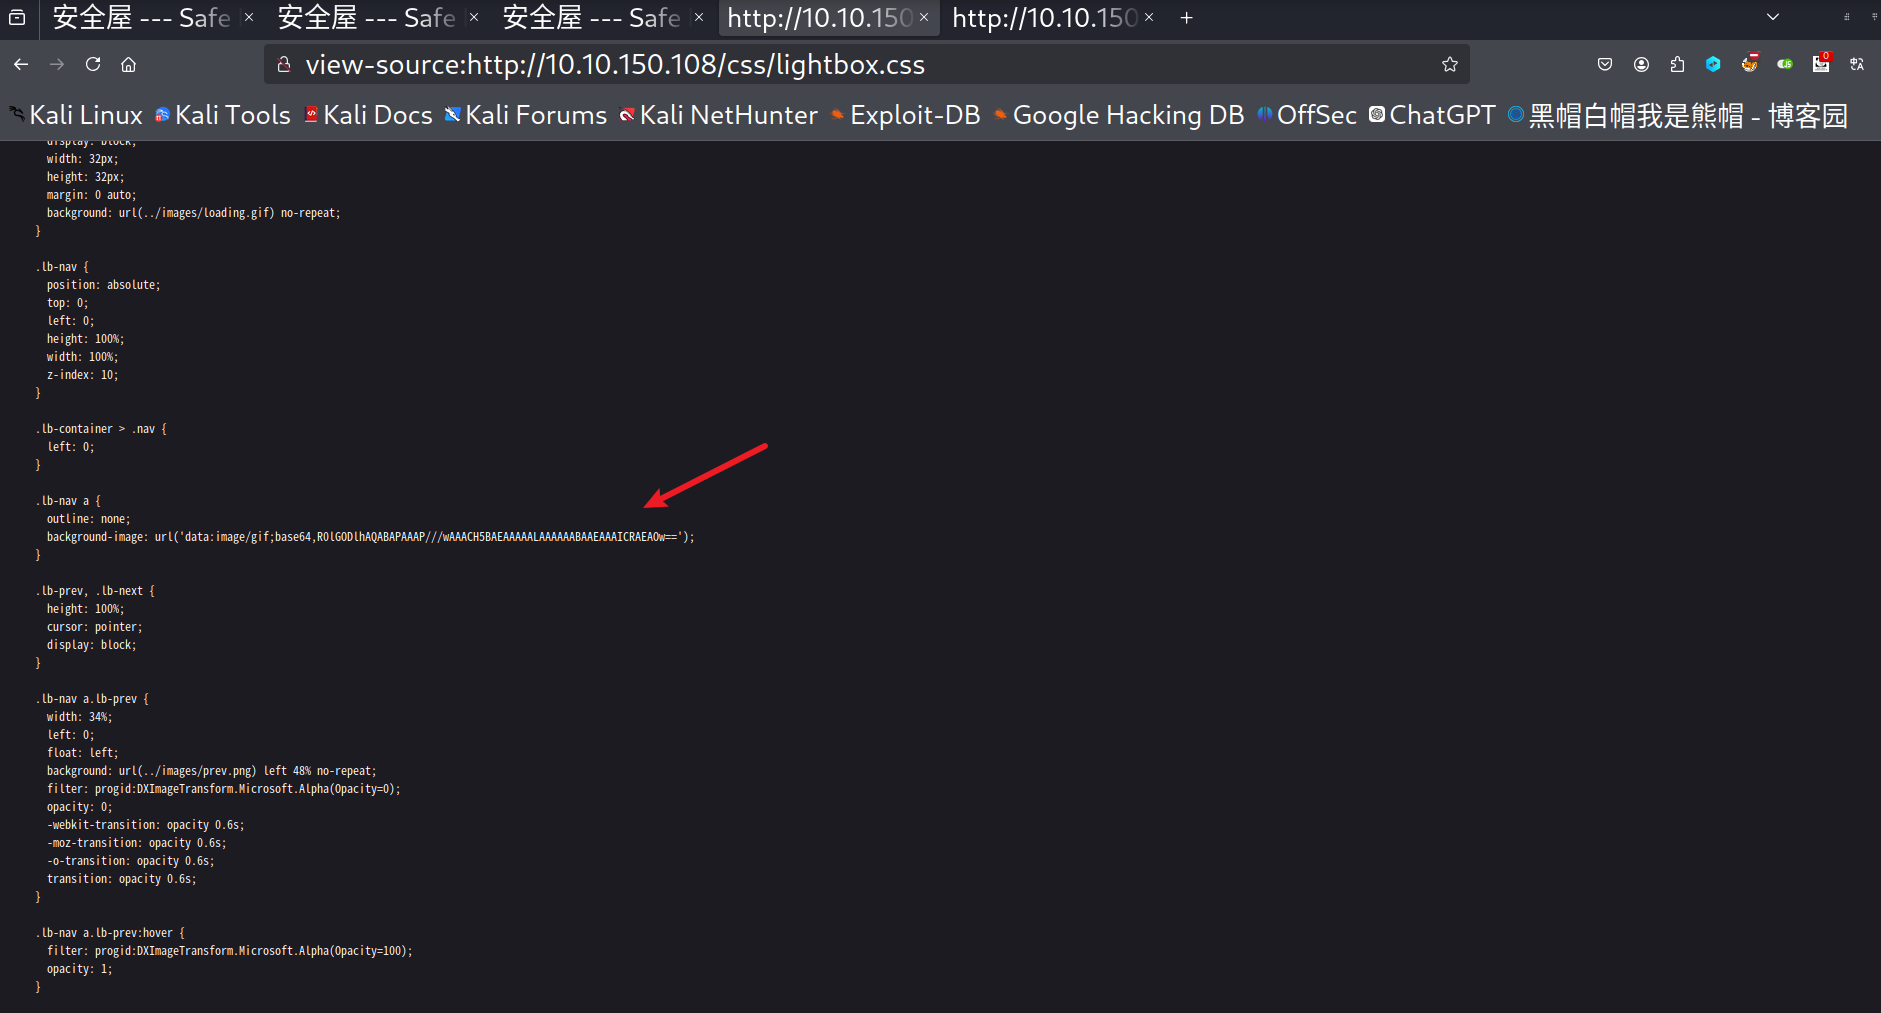 安全屋 --- Safe
安全屋 --- Safe
安全屋 --- Safe
http://10.10.150
http://10.10.150
view-source:http://10.10.150.108/css/lightbox.css
Kali Linux Kali Tools Kali Docs Kali Forums Kali NetHunter Exploit-DB Google Hacking DB OffSec ChatGPT 黑帽白帽我是熊帽 - 博客园
display: block;
width: 32px;
height: 32px;
margin: 0 auto;
background: url(../images/loading.gif) no-repeat;
}
.lb-nav {
position: absolute;
top: 0;
left: 0;
height: 100%;
width: 100%;
z-index: 10;
}
.lb-container > .nav {
left: 0;
}
.lb-nav a {
outline: none;
background-image: url('data:image/gif;base64,R0lGODlhAQABAPAAAP///wAAACH5BAEAAAAALAAAAAABAAEAAAICRAEAOw==');
}
.lb-prev, .lb-next {
height: 100%;
cursor: pointer;
display: block;
}
.lb-nav a.lb-prev {
width: 34%;
left: 0;
float: left;
background: url(../images/prev.png) left 48% no-repeat;
filter: progid:DXImageTransform.Microsoft.Alpha(Opacity=0);
opacity: 0;
-webkit-transition: opacity 0.6s;
-moz-transition: opacity 0.6s;
-o-transition: opacity 0.6s;
transition: opacity 0.6s;
}
.lb-nav a.lb-prev:hover {
filter: progid:DXImageTransform.Microsoft.Alpha(Opacity=100);
opacity: 1;
}